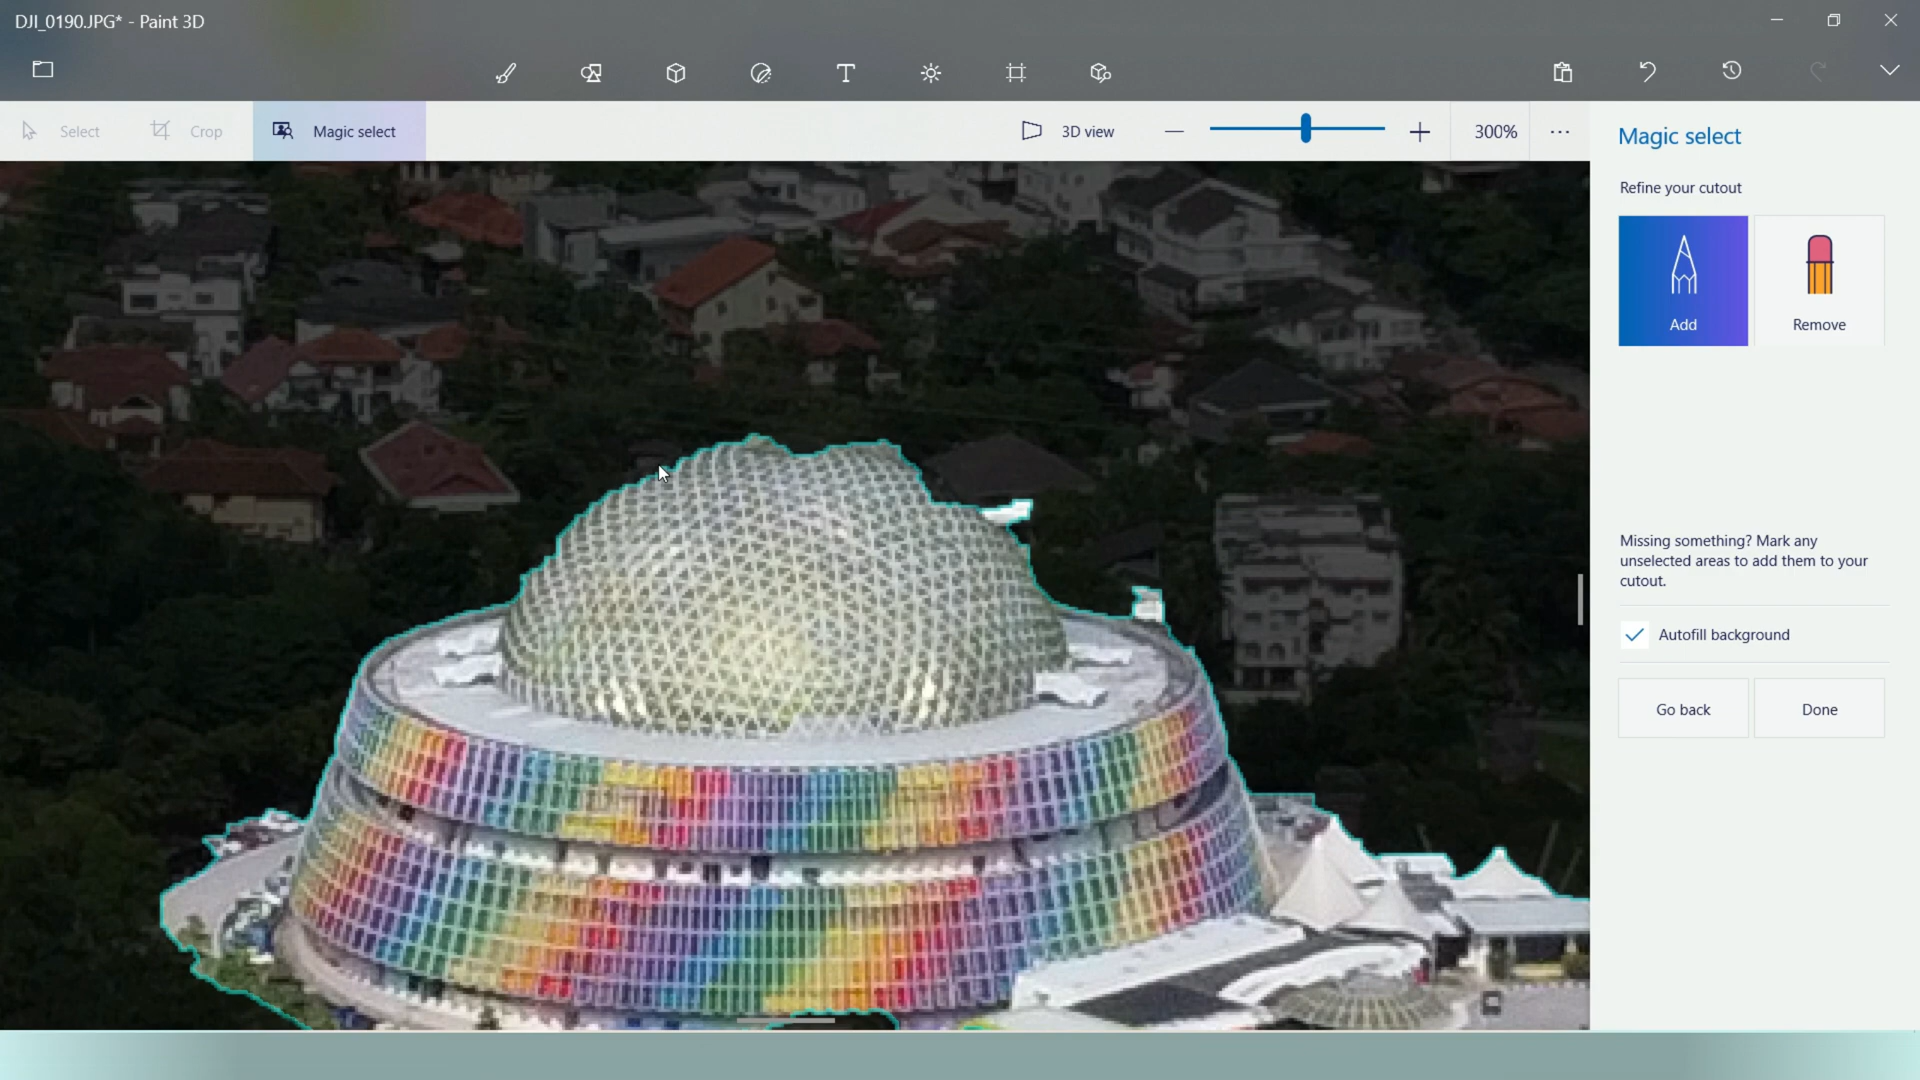 DJI_0190.JPG* - Paint 3D
Select
Crop
Magic select
3D view
300%
Magic select
Refine your cutout
Add
Remove
Missing something? Mark any
unselected areas to add them to your
cutout.
Autofill background
Go back
Done